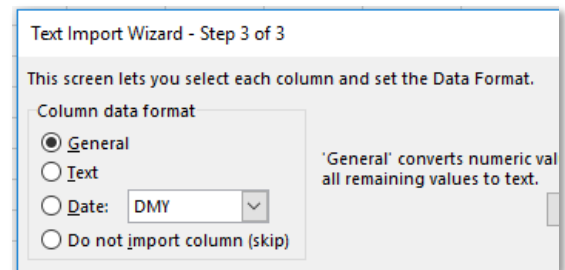 Text Import Wizard - Step 3 of 3
This screen lets you select each column and set the Data Format.
Column data format
General
Text
Date: DMY
Do not import column (skip)
'General' converts numeric val
all remaining values to text.